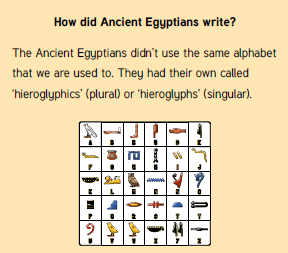 How did Ancient Egyptians write?
The Ancient Egyptians didn't use the same alphabet
that we are used to. They had their own called
'hieroglyphics' (plural) or 'hieroglyphs' (singular).
A B C D E
F G H I J
K L M N O
P Q R S T
U V W X Y Z